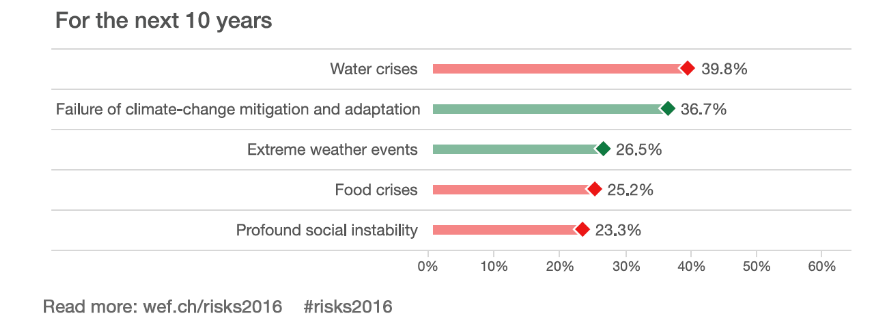 For the next 10 years
Water crises 39.8%
Failure of climate-change mitigation and adaptation 36.7%
Extreme weather events 26.5%
Food crises 25.2%
Profound social instability 23.3%
0% 10% 20% 30% 40% 50% 60%
Read more: wef.ch/risks2016 #risks2016